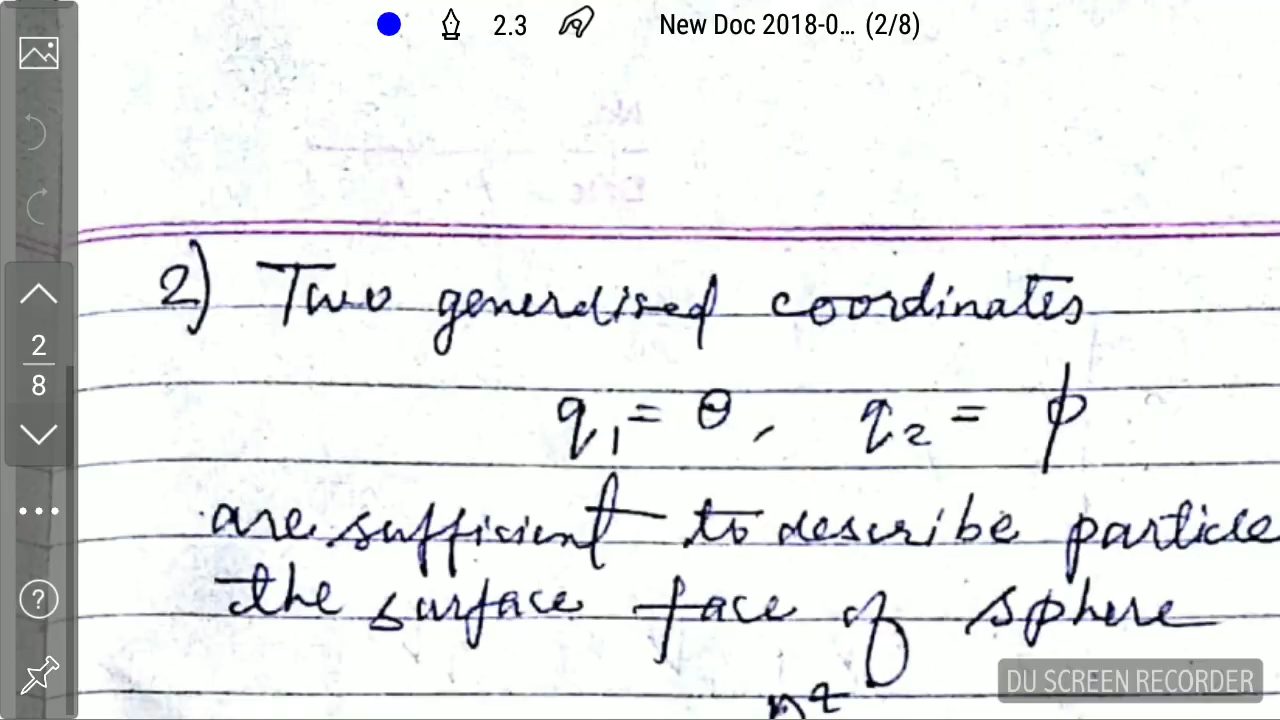 2.3 New Doc 2018-0... (2/8)
2) Two generalised coordinates
q₁ = θ, q₂ = ϕ
are sufficient to describe particle
the surface face of sphere
2
8
?
DU SCREEN RECORDER